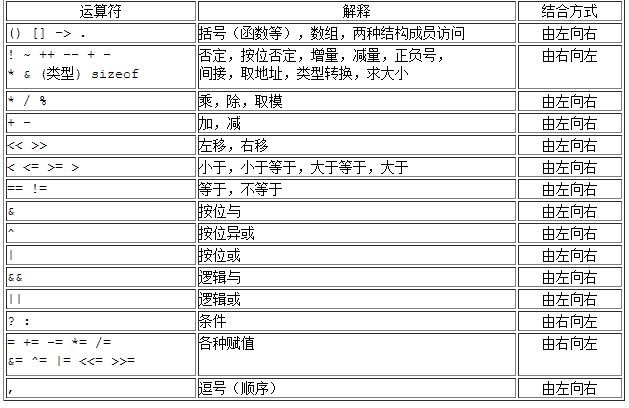 运算符 解释 结合方式
() [] -> . 括号（函数等），数组，两种结构成员访问 由左向右
! ~ ++ -- + - 否定，按位否定，增量，减量，正负号， 由右向左
* & (类型) sizeof 间接，取地址，类型转换，求大小
* / % 乘，除，取模 由左向右
+ - 加，减 由左向右
<< >> 左移，右移 由左向右
< <= >= > 小于，小于等于，大于等于，大于 由左向右
== != 等于，不等于 由左向右
& 按位与 由左向右
^ 按位异或 由左向右
| 按位或 由左向右
&& 逻辑与 由左向右
|| 逻辑或 由左向右
? : 条件 由右向左
= += -= *= /= 各种赋值 由右向左
&= ^= |= <<= >>=
, 逗号（顺序） 由左向右